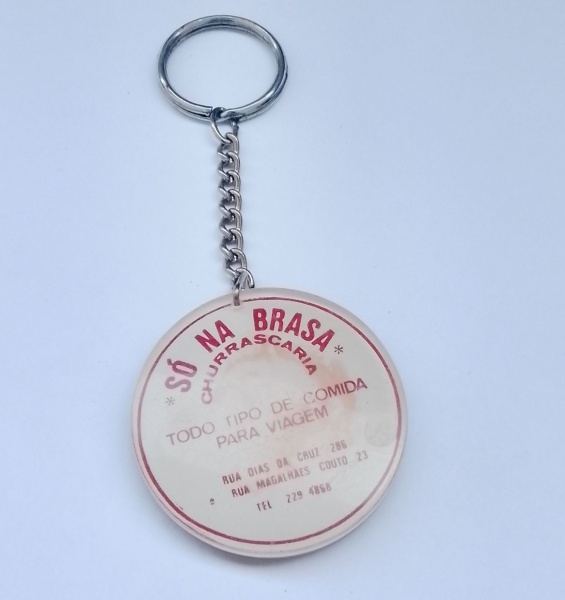 * SÓ NA BRASA *
CHURRASCARIA
TODO TIPO DE COMIDA
PARA VIAGEM
RUA DIAS DA CRUZ 286
e RUA MAGALHÃES COUTO 23
TEL 229 4868